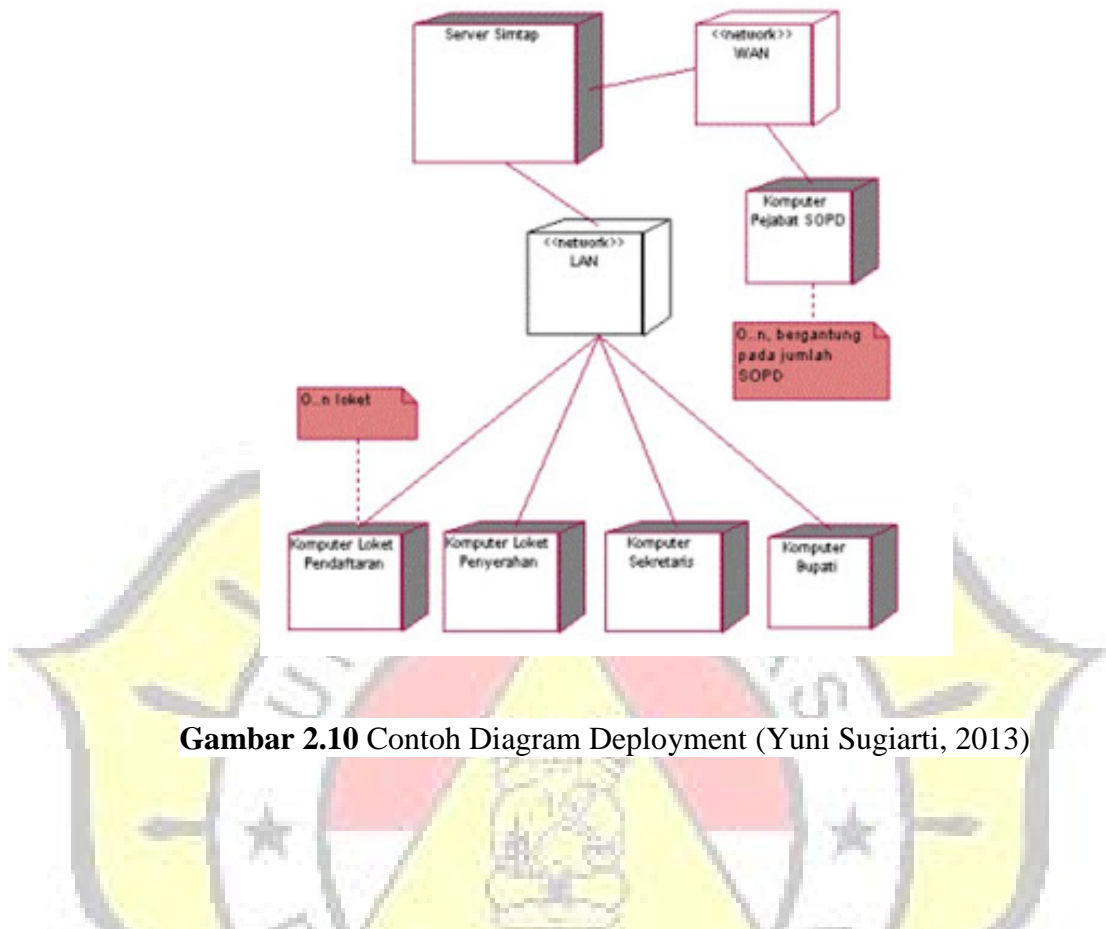 Server Simtap
<<network>>
WAN
Komputer
Pejabat SOPD
<<network>>
LAN
0..n, bergantung
pada jumlah
SOPD
0..n loket
Komputer Loket
Pendaftaran
Komputer Loket
Penyerahan
Komputer
Sekretaris
Komputer
Bupati
Gambar 2.10 Contoh Diagram Deployment (Yuni Sugiarti, 2013)